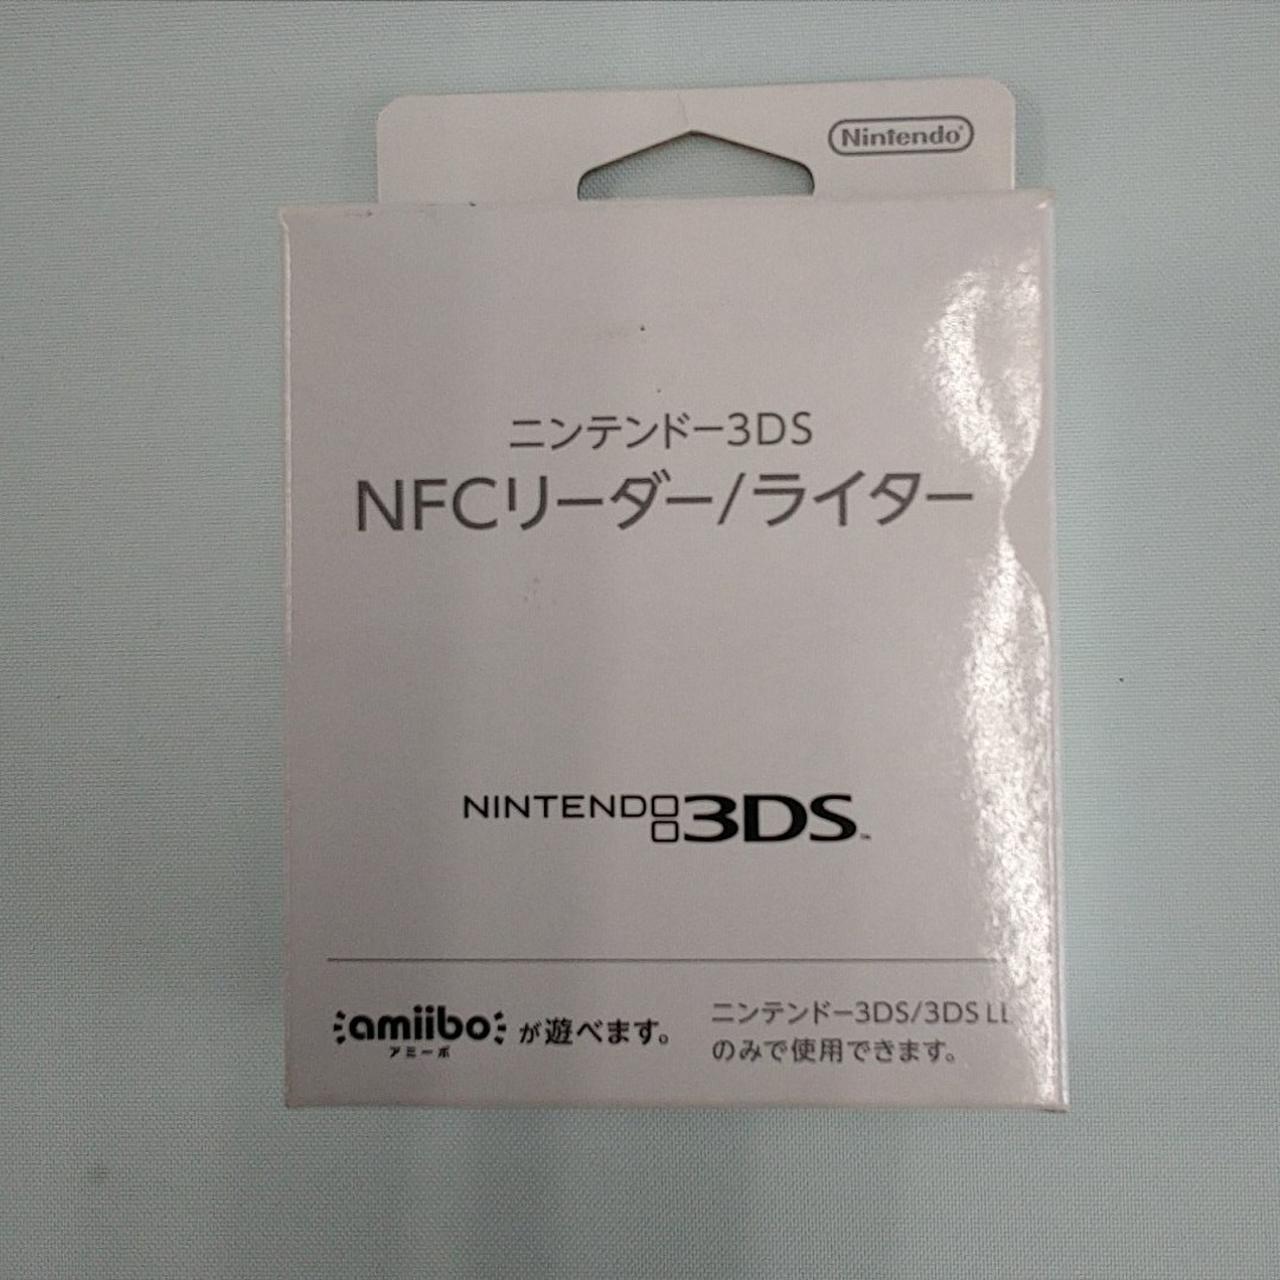 Nintendo
ニンテンドー3DS
NFCリーダー/ライター
NINTENDO 3DS™
amiibo が遊べます。
アミーボ
ニンテンドー3DS/3DS LL
のみで使用できます。